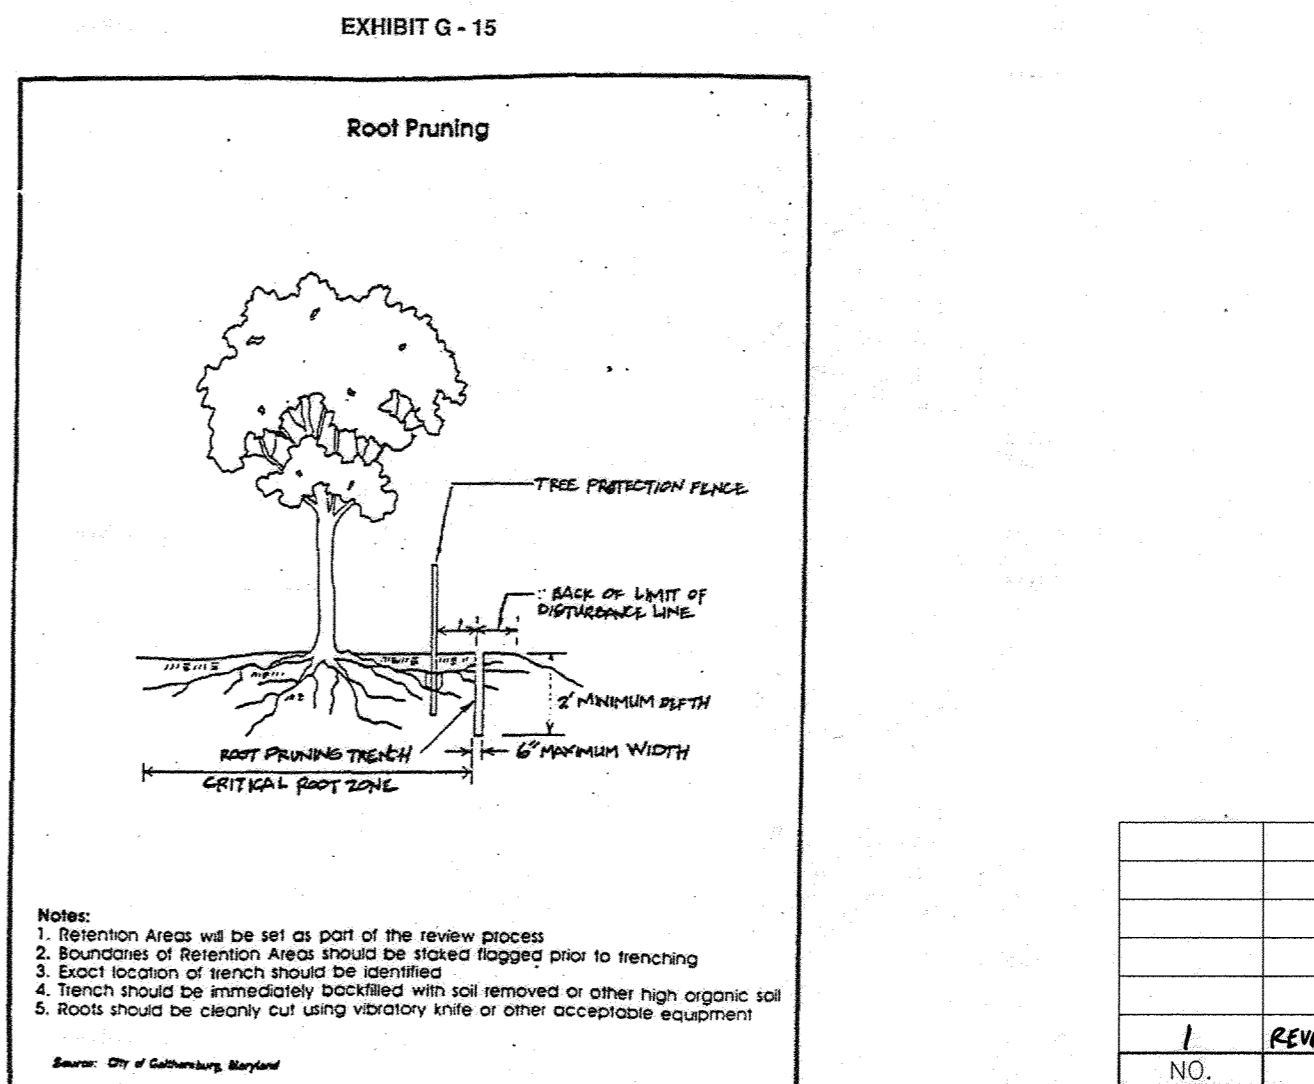 EXHIBIT G - 15
Root Pruning
TREE PROTECTION FENCE
BACK OF LIMIT OF
DISTURBANCE LINE
2' MINIMUM DEPTH
ROOT PRUNING TRENCH
6" MAXIMUM WIDTH
CRITICAL ROOT ZONE
Notes:
1. Retention Areas will be set as part of the review process
2. Boundaries of Retention Areas should be staked flagged prior to trenching
3. Exact location of trench should be identified
4. Trench should be immediately backfilled with soil removed or other high organic soil
5. Roots should be cleanly cut using vibratory knife or other acceptable equipment
Source: City of Gaithersburg, Maryland
1 REV
NO.